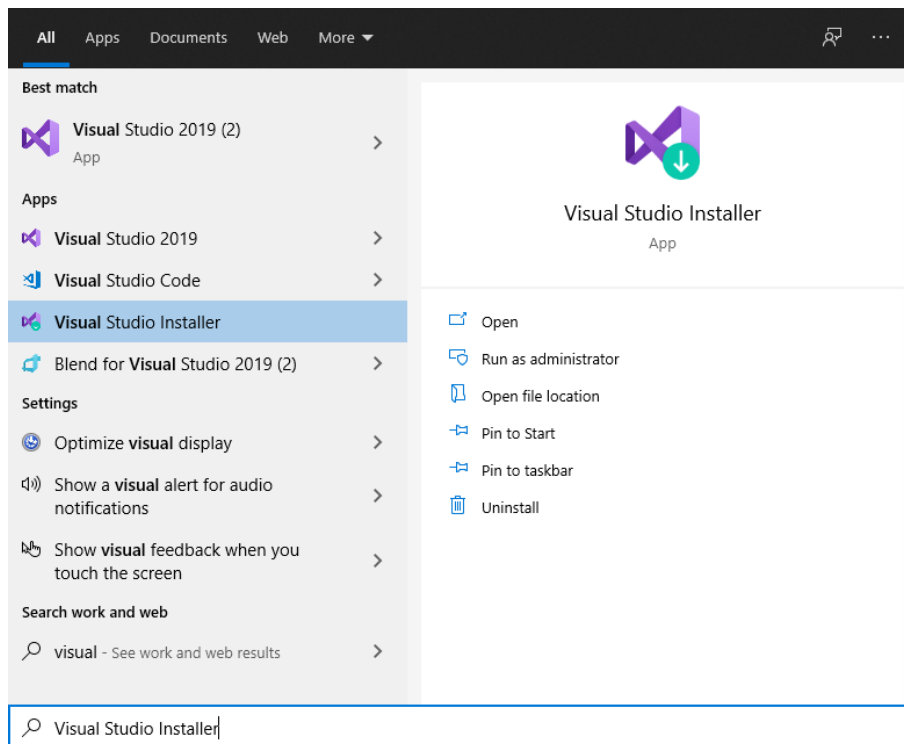 All Apps Documents Web More
Best match
Visual Studio 2019 (2)
App
Apps
Visual Studio 2019
Visual Studio Code
Visual Studio Installer
Blend for Visual Studio 2019 (2)
Settings
Optimize visual display
Show a visual alert for audio
notifications
Show visual feedback when you
touch the screen
Search work and web
visual - See work and web results
Visual Studio Installer
App
Open
Run as administrator
Open file location
Pin to Start
Pin to taskbar
Uninstall
Visual Studio Installer